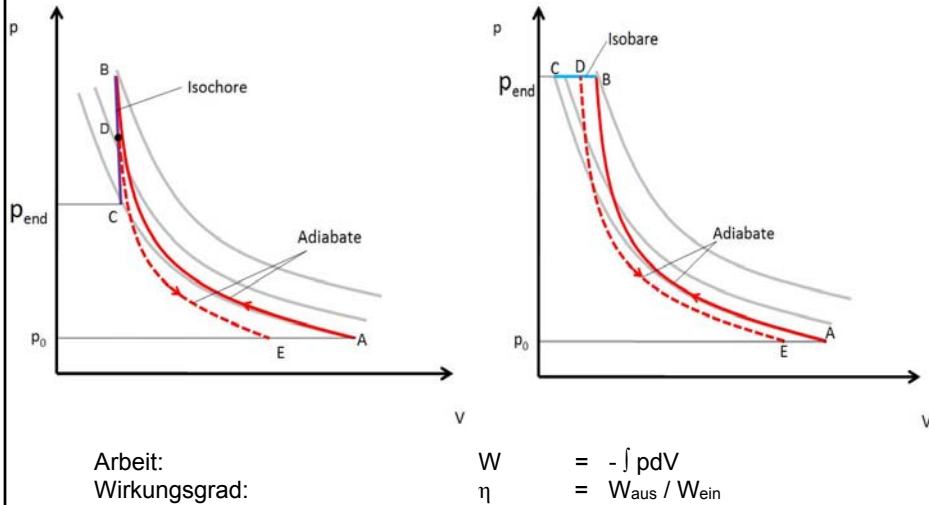 p
B
Isochore
D
p_end
C
Adiabate
p₀
E
A
V
p
Isobare
C D B
p_end
Adiabate
A
p₀
E
V
Arbeit: W = - ∫ pdV
Wirkungsgrad: η = W_aus / W_ein